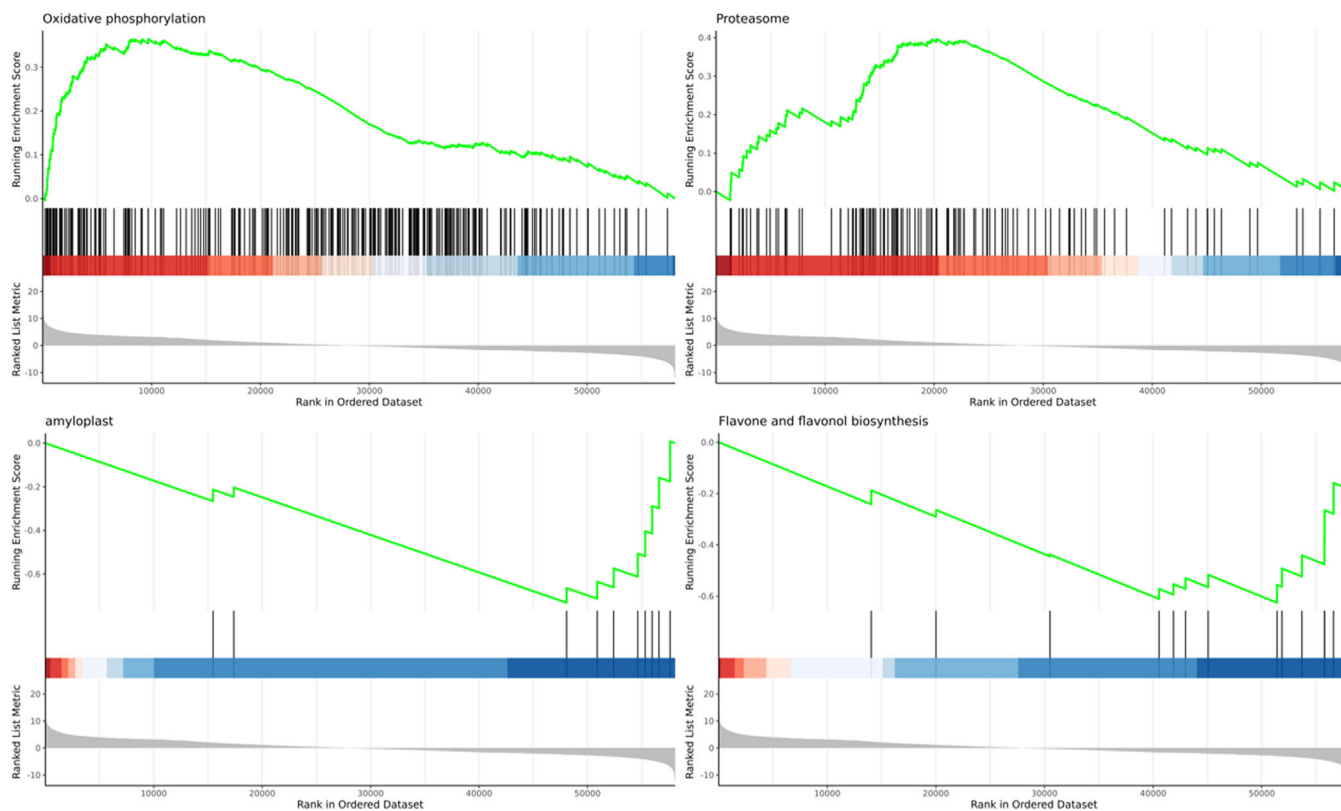 Oxidative phosphorylation
Running Enrichment Score
0.3
0.2
0.1
0.0
Ranked List Metric
20
10
0
-10
10000 20000 30000 40000 50000
Rank in Ordered Dataset
Proteasome
Running Enrichment Score
0.4
0.3
0.2
0.1
0.0
Ranked List Metric
20
10
0
-10
10000 20000 30000 40000 50000
Rank in Ordered Dataset
amyloplast
Running Enrichment Score
0.0
-0.2
-0.4
-0.6
Ranked List Metric
20
10
0
-10
10000 20000 30000 40000 50000
Rank in Ordered Dataset
Flavone and flavonol biosynthesis
Running Enrichment Score
0.0
-0.2
-0.4
-0.6
Ranked List Metric
20
10
0
-10
10000 20000 30000 40000 50000
Rank in Ordered Dataset